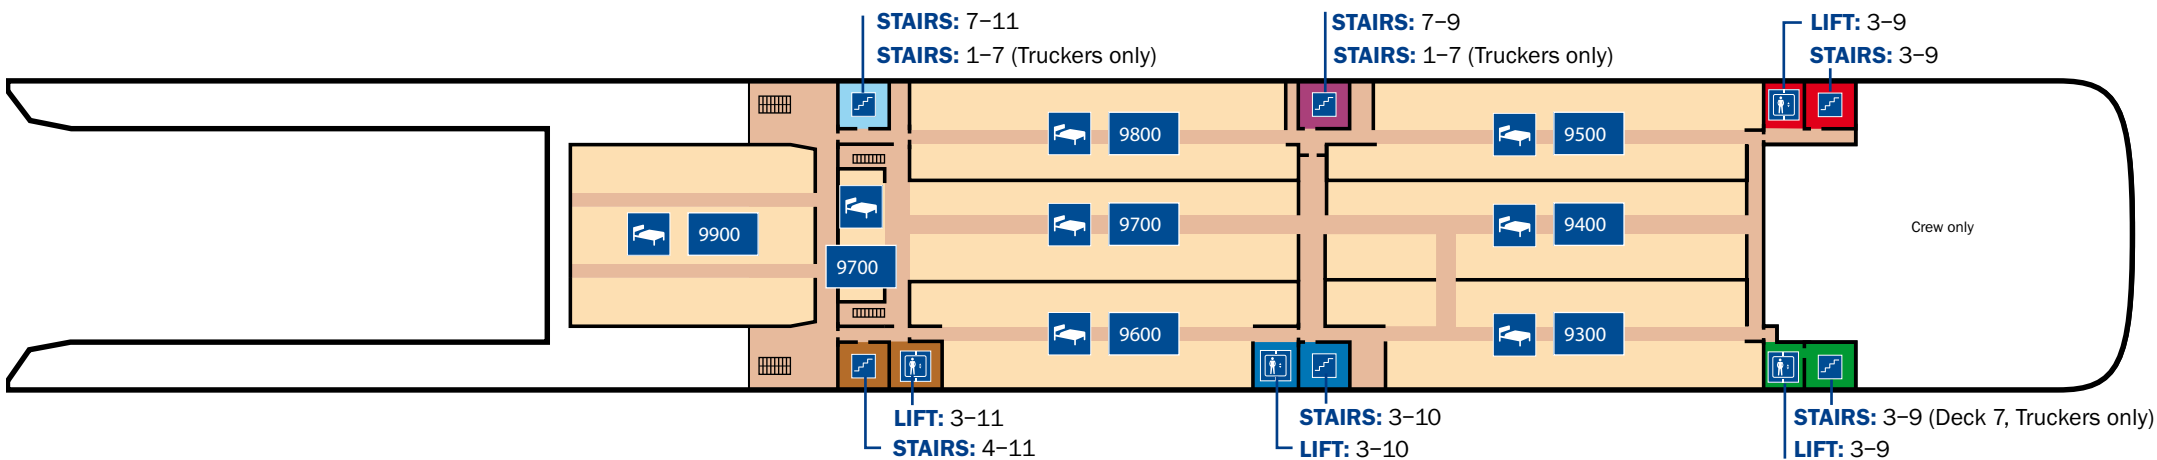 STAIRS: 7–11
STAIRS: 1–7 (Truckers only)
STAIRS: 7–9
STAIRS: 1–7 (Truckers only)
LIFT: 3–9
STAIRS: 3–9
9800
9500
9900
9700
9700
9400
Crew only
9600
9300
LIFT: 3–11
STAIRS: 4–11
STAIRS: 3–10
LIFT: 3–10
STAIRS: 3–9 (Deck 7, Truckers only)
LIFT: 3–9